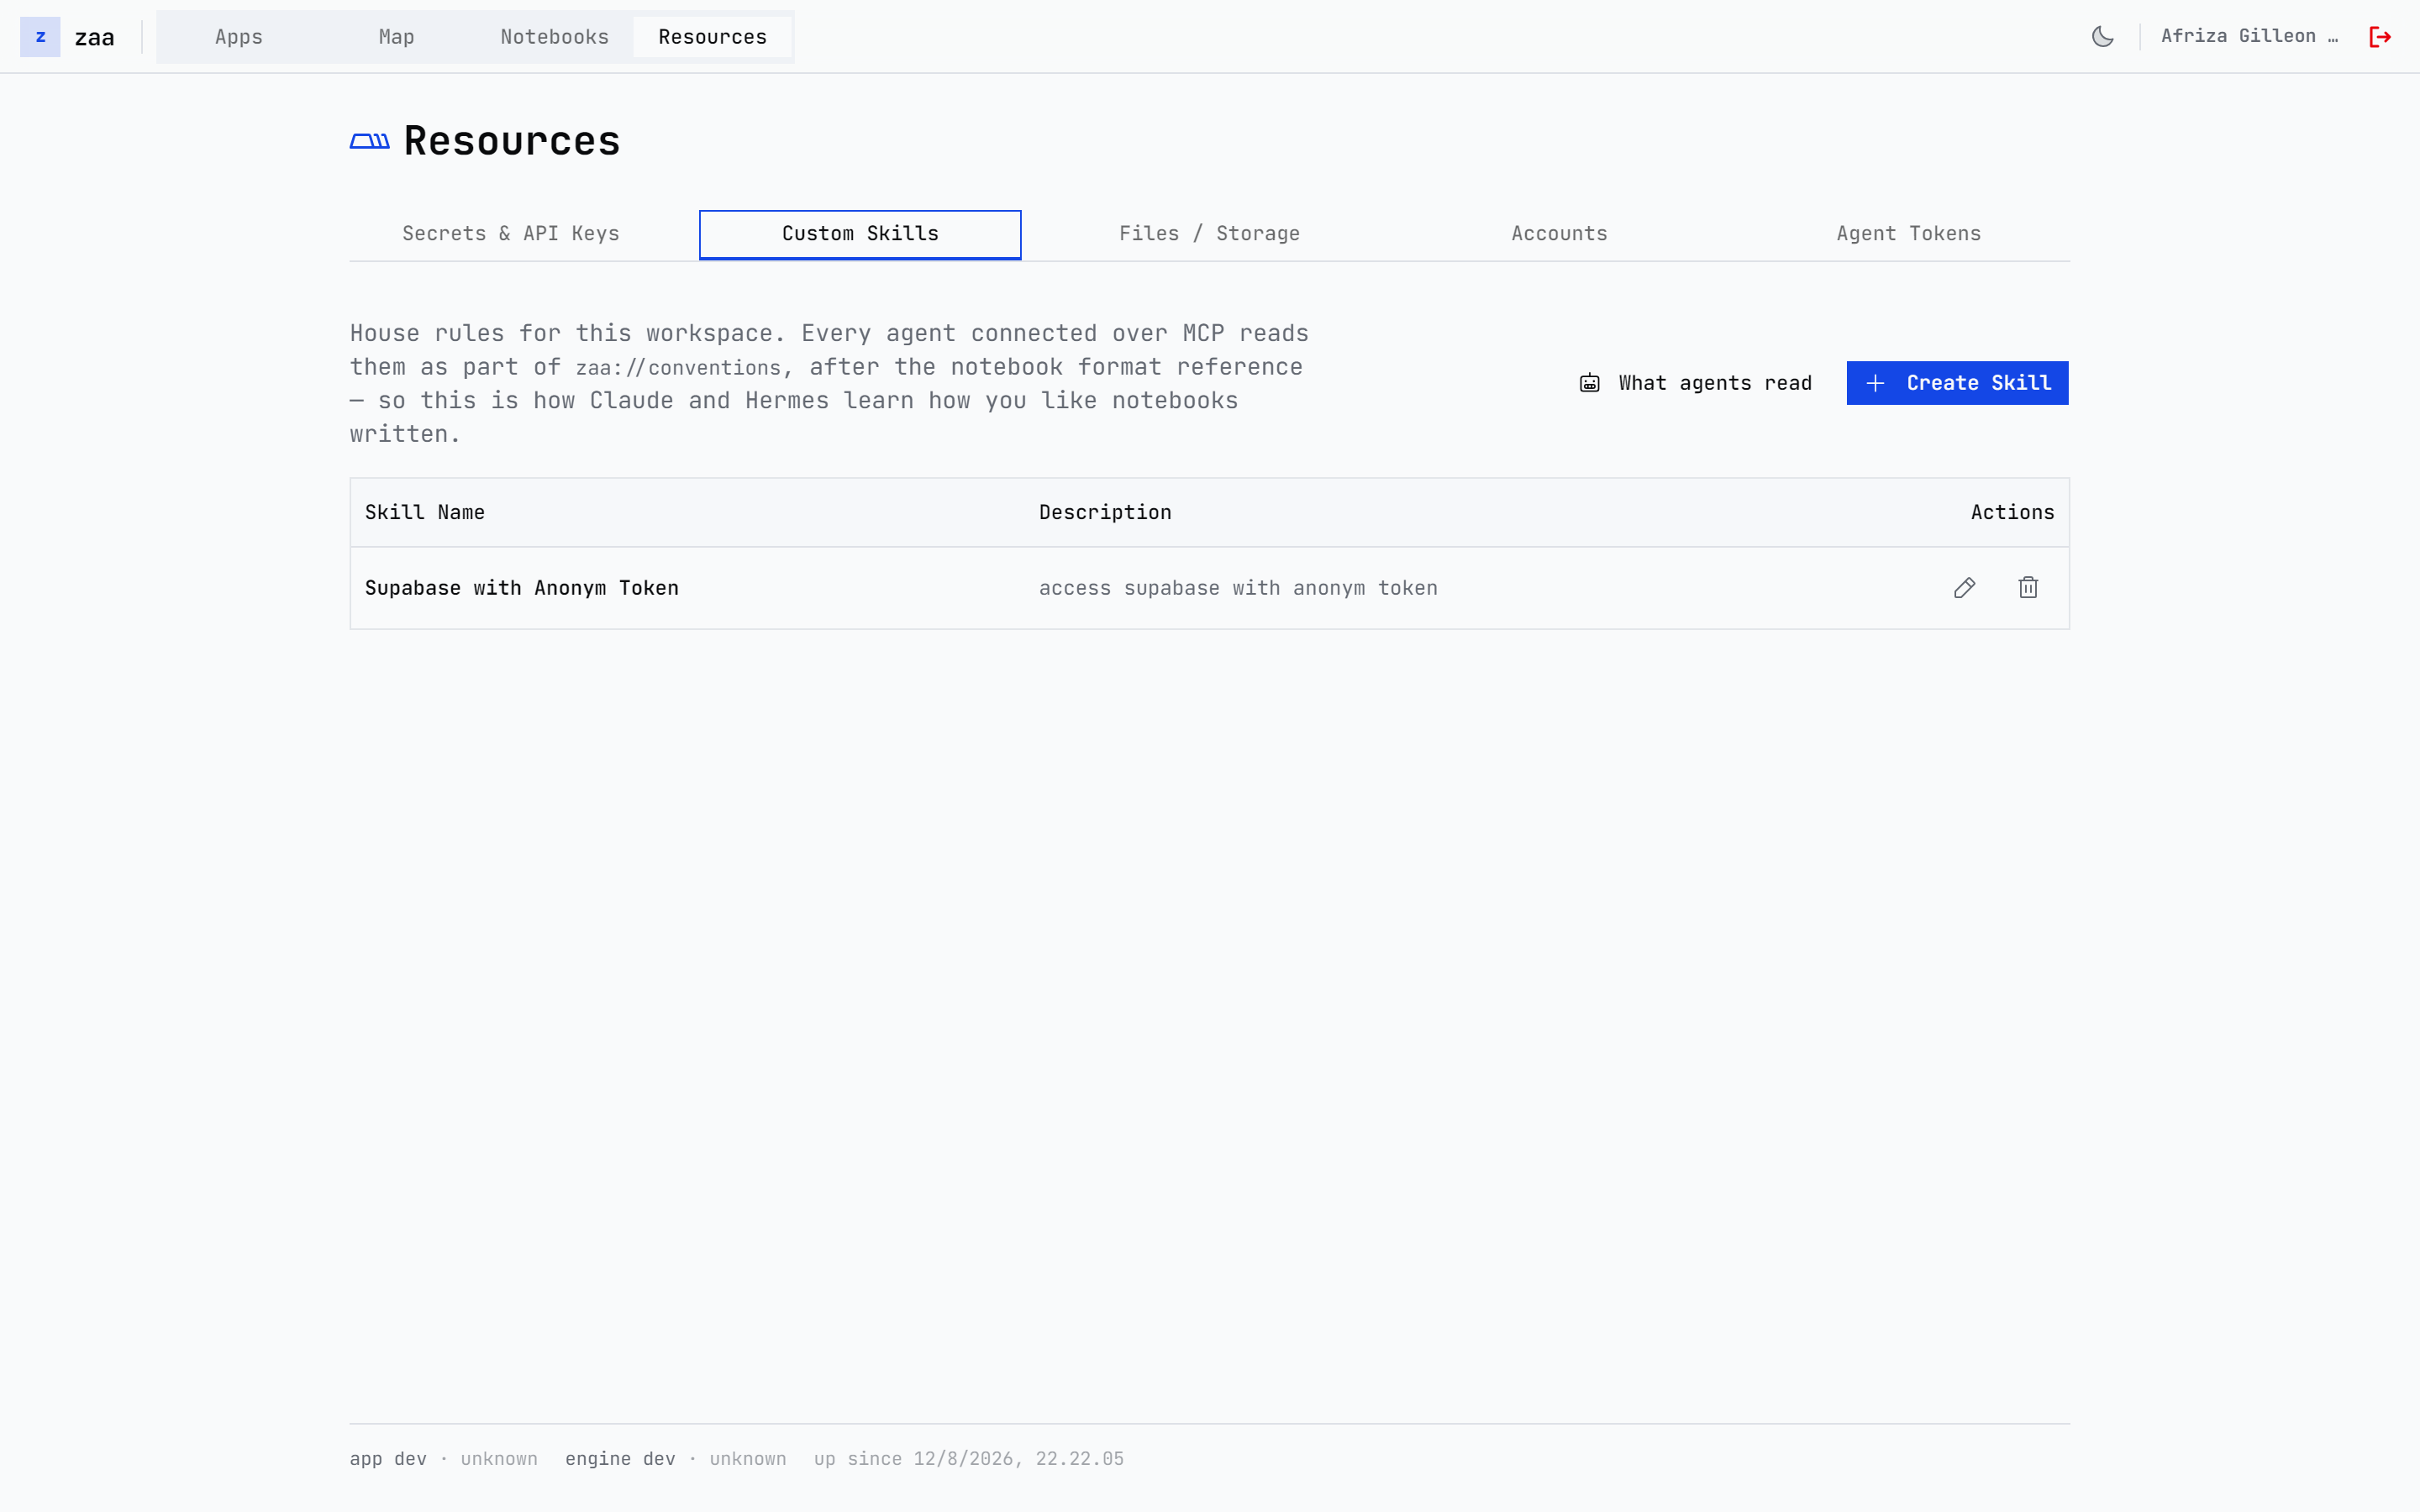 z zaa Apps Map Notebooks Resources Afriza Gilleon …
Resources
Secrets & API Keys Custom Skills Files / Storage Accounts Agent Tokens
House rules for this workspace. Every agent connected over MCP reads
them as part of zaa://conventions, after the notebook format reference
— so this is how Claude and Hermes learn how you like notebooks
written.
What agents read Create Skill
Skill Name Description Actions
Supabase with Anonym Token access supabase with anonym token
app dev · unknown engine dev · unknown up since 12/8/2026, 22.22.05